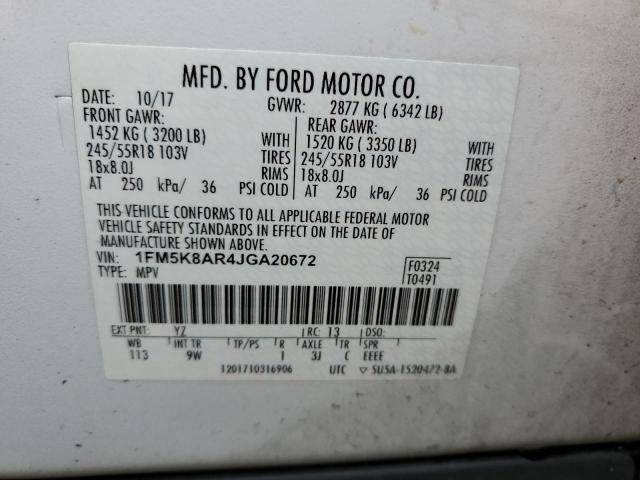 MFD. BY FORD MOTOR CO.
DATE: 10/17 GVWR: 2877 KG ( 6342 LB)
FRONT GAWR: REAR GAWR:
1452 KG ( 3200 LB) WITH 1520 KG ( 3350 LB) WITH
245/55R18 103V TIRES 245/55R18 103V TIRES
18x8.0J RIMS 18x8.0J RIMS
AT 250 kPa/ 36 PSI COLD AT 250 kPa/ 36 PSI COLD
THIS VEHICLE CONFORMS TO ALL APPLICABLE FEDERAL MOTOR
VEHICLE SAFETY STANDARDS IN EFFECT ON THE DATE OF
MANUFACTURE SHOWN ABOVE.
VIN: 1FM5K8AR4JGA20672 F0324
TYPE: MPV T0491
EXT PNT: YZ RC: 13 DSO:
WB INT TR TP/PS R AXLE TR SPR
113 9W I 3J C EEEE
1201710316906 UTC ▽ 5U5A-1520472-BA